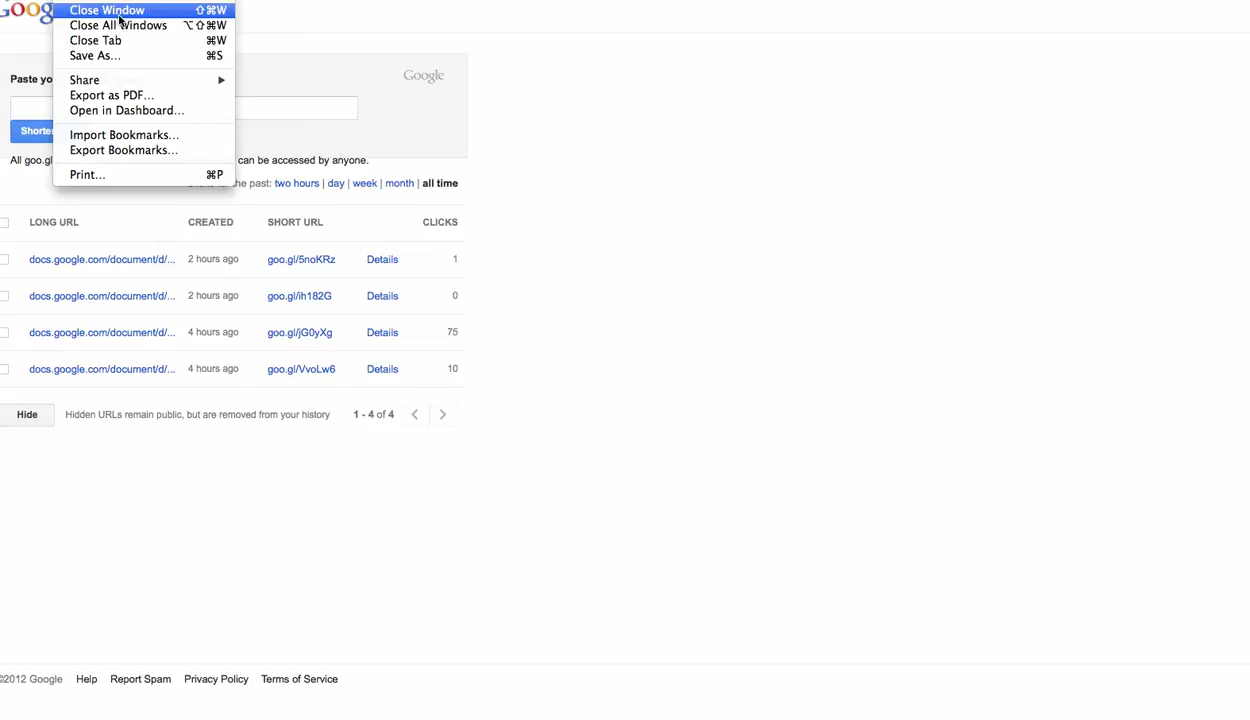 Goog
Close Window ⇧⌘W
Close All Windows ⌥⇧⌘W
Close Tab ⌘W
Save As... ⌘S
Share ▶
Export as PDF...
Open in Dashboard...
Import Bookmarks...
Export Bookmarks...
Print... ⌘P
Paste yo
Google
Shorte
All goo.gl can be accessed by anyone.
the past: two hours | day | week | month | all time
LONG URL CREATED SHORT URL CLICKS
docs.google.com/document/d/... 2 hours ago goo.gl/5noKRz Details 1
docs.google.com/document/d/... 2 hours ago goo.gl/ih182G Details 0
docs.google.com/document/d/... 4 hours ago goo.gl/jG0yXg Details 75
docs.google.com/document/d/... 4 hours ago goo.gl/VvoLw6 Details 10
Hide Hidden URLs remain public, but are removed from your history 1 - 4 of 4
©2012 Google Help Report Spam Privacy Policy Terms of Service